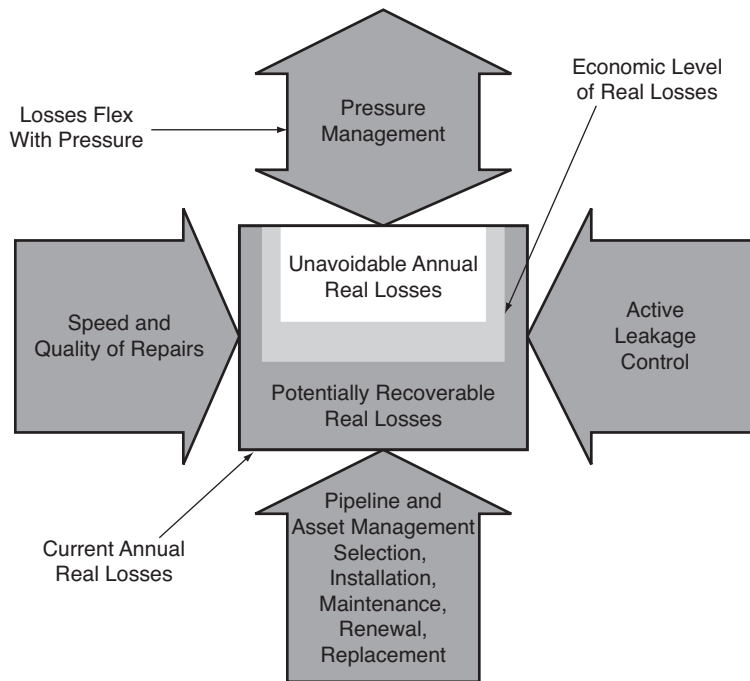 Economic Level
of Real Losses
Losses Flex
With Pressure
Pressure
Management
Unavoidable Annual
Real Losses
Speed and
Quality of Repairs
Active
Leakage
Control
Potentially Recoverable
Real Losses
Current Annual
Real Losses
Pipeline and
Asset Management
Selection,
Installation,
Maintenance,
Renewal,
Replacement